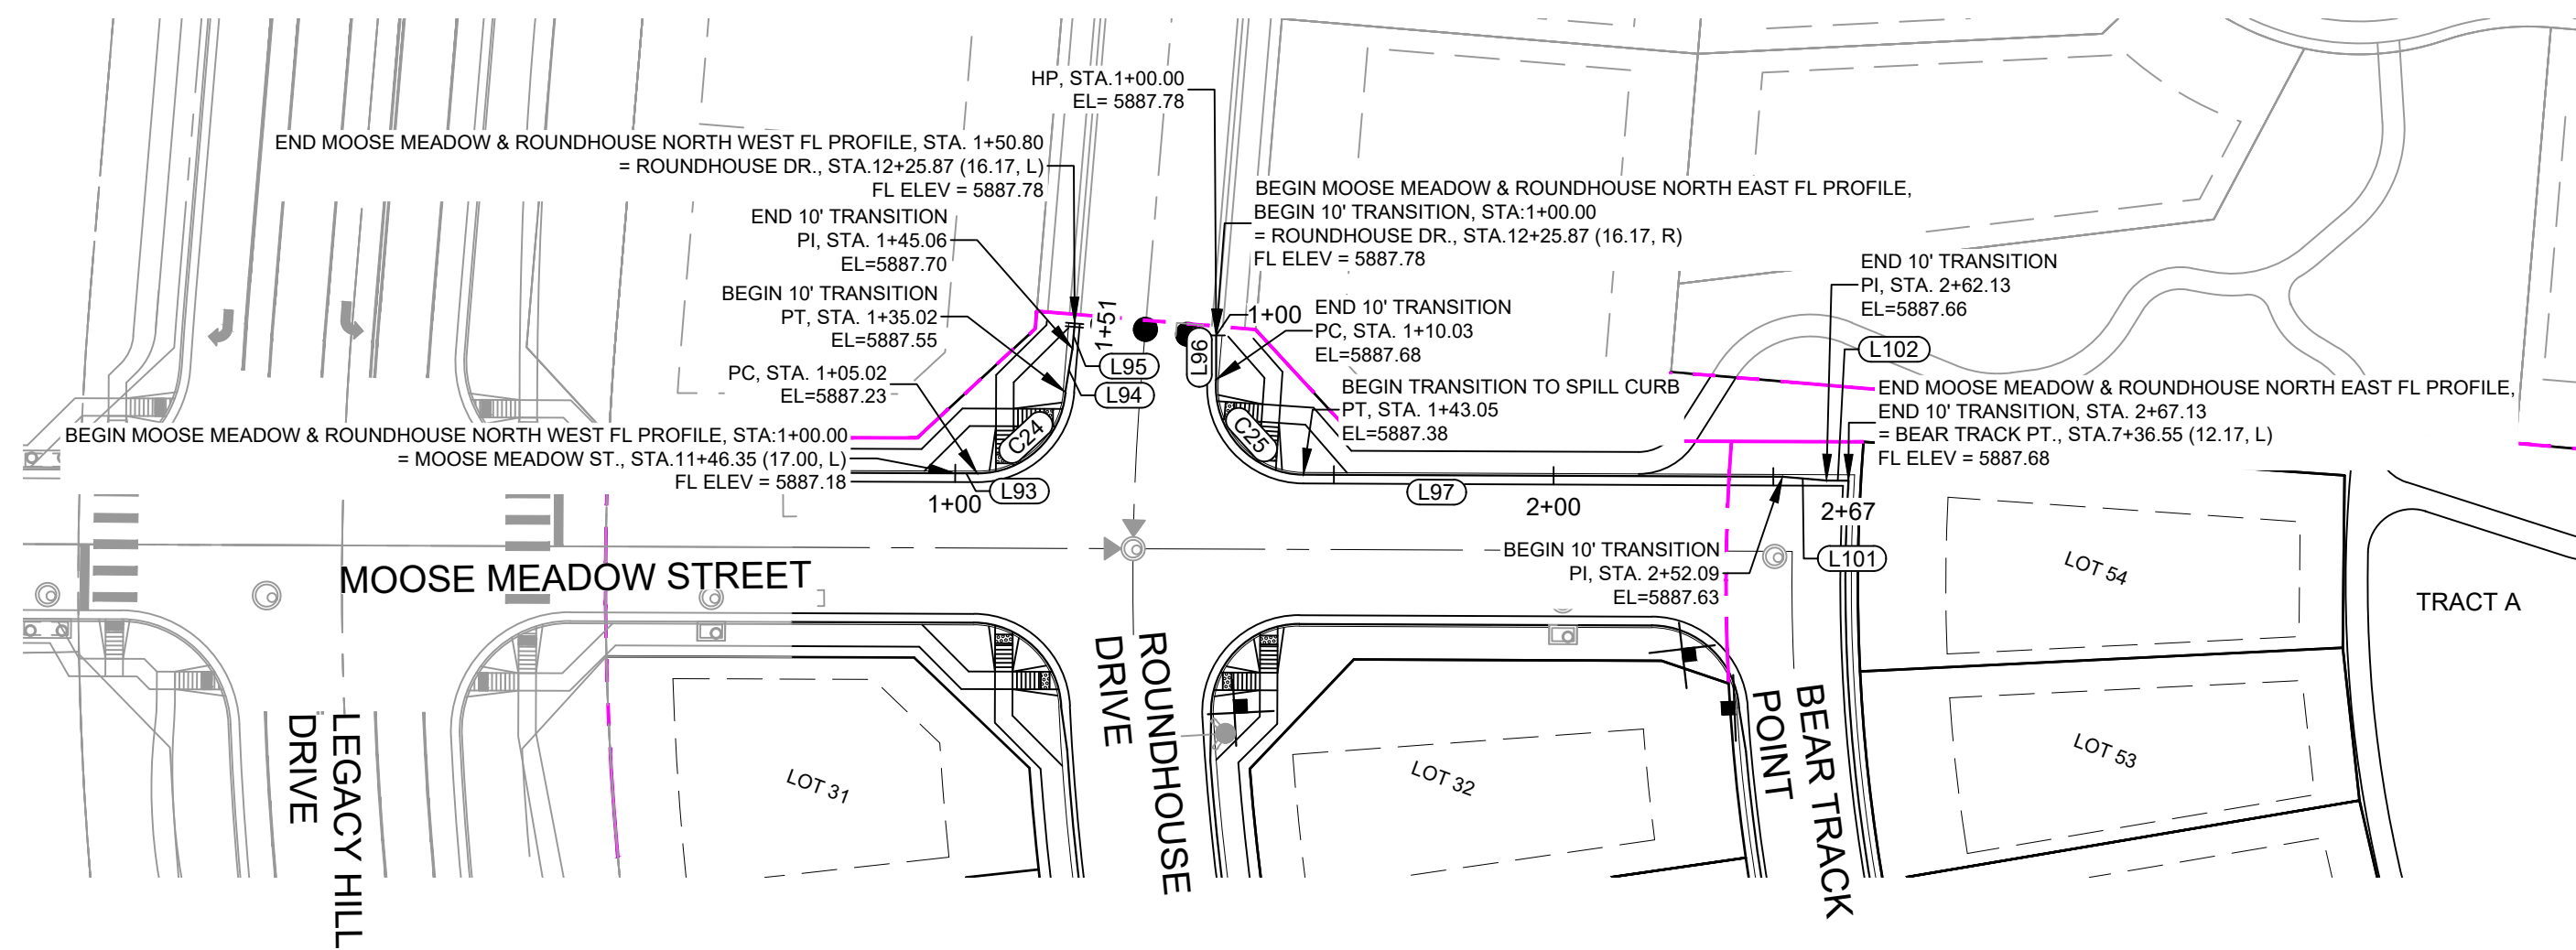 HP, STA.1+00.00
EL= 5887.78
END MOOSE MEADOW & ROUNDHOUSE NORTH WEST FL PROFILE, STA. 1+50.80
= ROUNDHOUSE DR., STA.12+25.87 (16.17, L)
FL ELEV = 5887.78
BEGIN MOOSE MEADOW & ROUNDHOUSE NORTH EAST FL PROFILE,
BEGIN 10' TRANSITION, STA:1+00.00
= ROUNDHOUSE DR., STA.12+25.87 (16.17, R)
FL ELEV = 5887.78
END 10' TRANSITION
PI, STA. 1+45.06
EL=5887.70
END 10' TRANSITION
PI, STA. 2+62.13
EL=5887.66
BEGIN 10' TRANSITION
PT, STA. 1+35.02
EL=5887.55
1+51
1+00
END 10' TRANSITION
PC, STA. 1+10.03
EL=5887.68
L96
L95
L94
L102
PC, STA. 1+05.02
EL=5887.23
BEGIN TRANSITION TO SPILL CURB
PT, STA. 1+43.05
EL=5887.38
END MOOSE MEADOW & ROUNDHOUSE NORTH EAST FL PROFILE,
END 10' TRANSITION, STA. 2+67.13
= BEAR TRACK PT., STA.7+36.55 (12.17, L)
FL ELEV = 5887.68
BEGIN MOOSE MEADOW & ROUNDHOUSE NORTH WEST FL PROFILE, STA:1+00.00
= MOOSE MEADOW ST., STA.11+46.35 (17.00, L)
FL ELEV = 5887.18
C24
C25
L93
L97
1+00
2+00
2+67
BEGIN 10' TRANSITION
PI, STA. 2+52.09
EL=5887.63
L101
MOOSE MEADOW STREET
LOT 54
TRACT A
LEGACY HILL
DRIVE
ROUNDHOUSE
DRIVE
BEAR TRACK
POINT
LOT 31
LOT 32
LOT 53